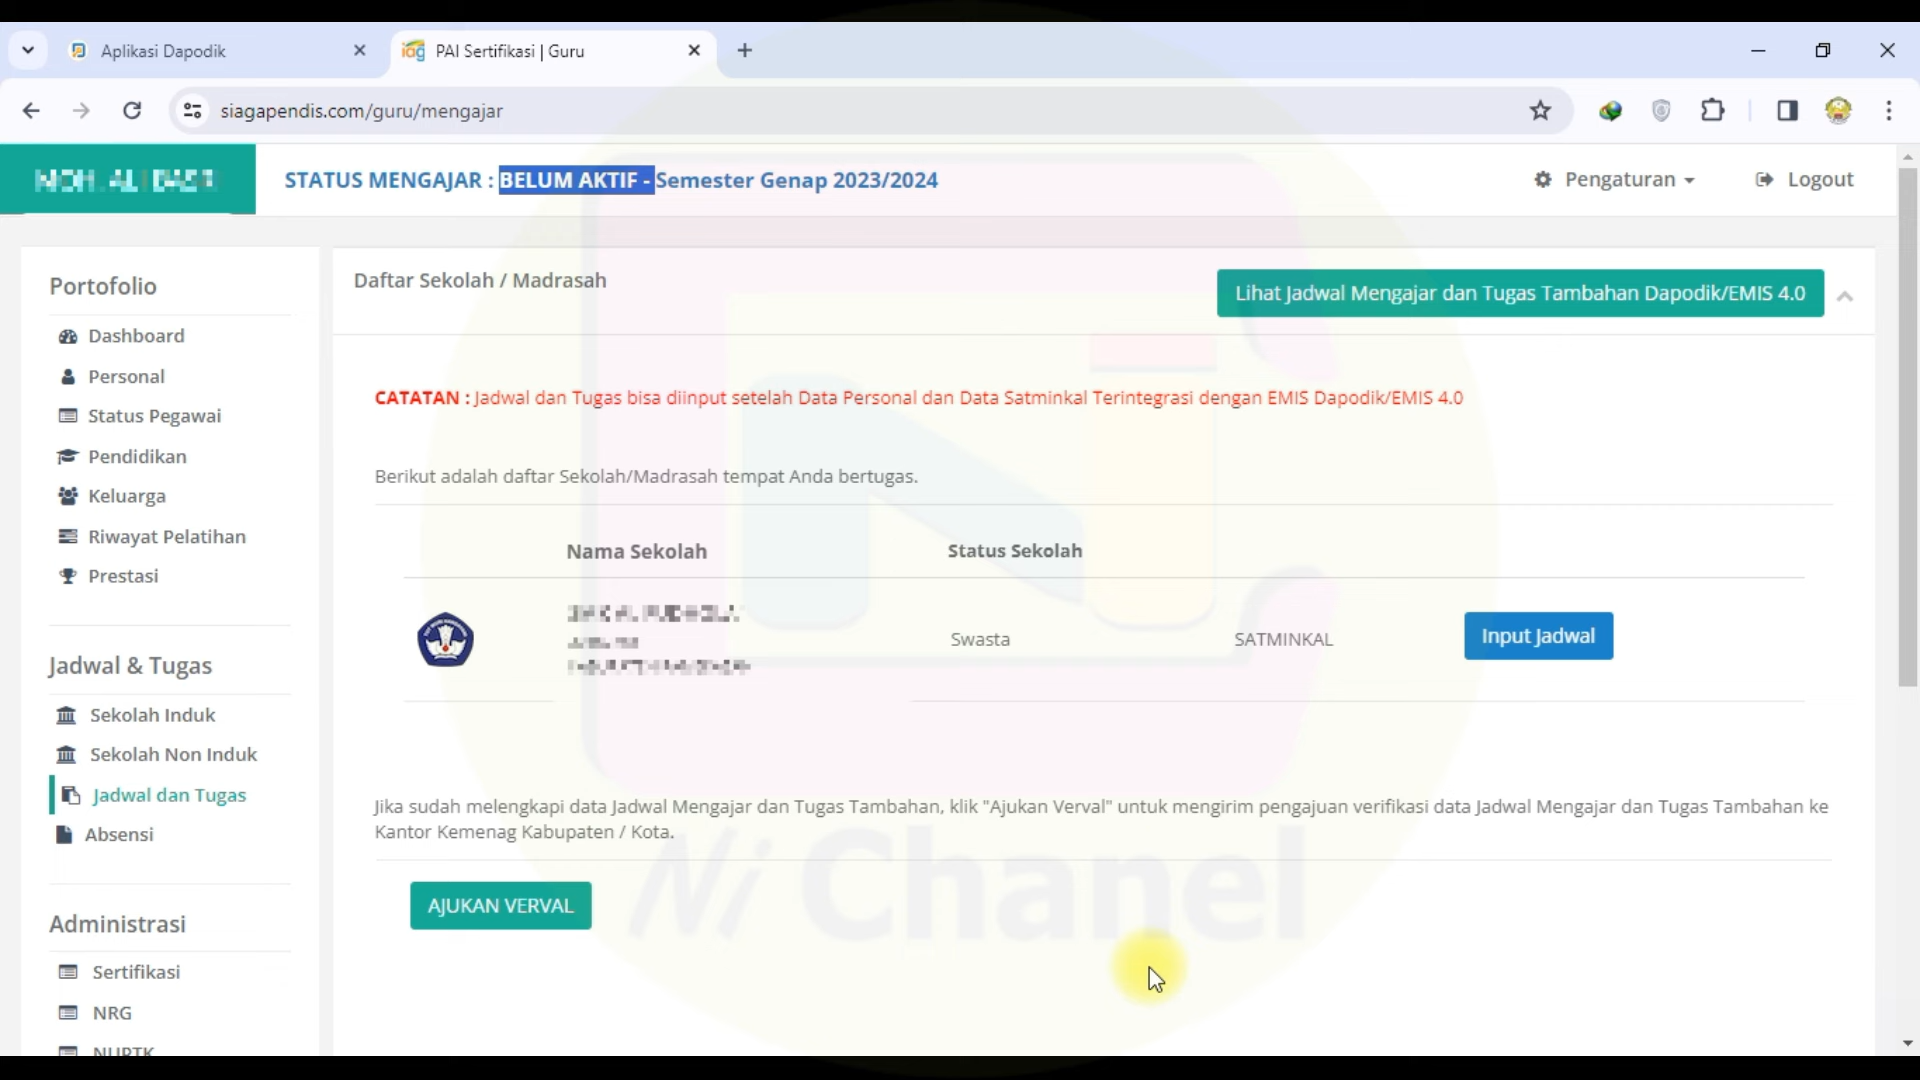 Aplikasi Dapodik
PAI Sertifikasi | Guru
siagapendis.com/guru/mengajar
STATUS MENGAJAR : BELUM AKTIF - Semester Genap 2023/2024
Pengaturan
Logout
Portofolio
Dashboard
Personal
Status Pegawai
Pendidikan
Keluarga
Riwayat Pelatihan
Prestasi
Jadwal & Tugas
Sekolah Induk
Sekolah Non Induk
Jadwal dan Tugas
Absensi
Administrasi
Sertifikasi
NRG
NUPTK
Daftar Sekolah / Madrasah
Lihat Jadwal Mengajar dan Tugas Tambahan Dapodik/EMIS 4.0
CATATAN : Jadwal dan Tugas bisa diinput setelah Data Personal dan Data Satminkal Terintegrasi dengan EMIS Dapodik/EMIS 4.0
Berikut adalah daftar Sekolah/Madrasah tempat Anda bertugas.
Nama Sekolah
Status Sekolah
Swasta
SATMINKAL
Input Jadwal
Jika sudah melengkapi data Jadwal Mengajar dan Tugas Tambahan, klik "Ajukan Verval" untuk mengirim pengajuan verifikasi data Jadwal Mengajar dan Tugas Tambahan ke
Kantor Kemenag Kabupaten / Kota.
AJUKAN VERVAL
Ni Chanel